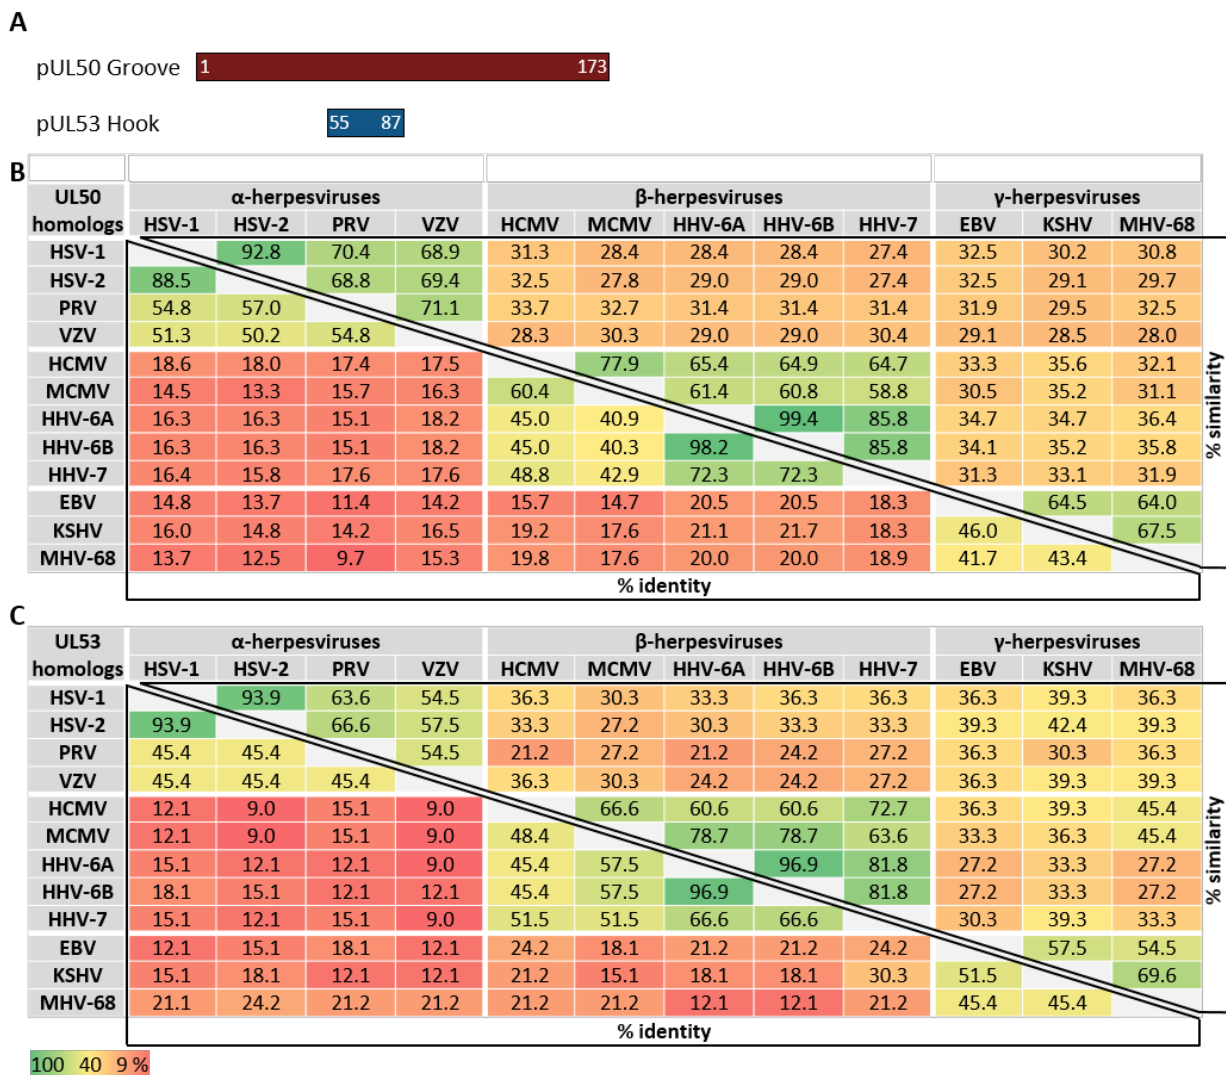 A
pUL50 Groove 1 173
pUL53 Hook 55 87
B
UL50 α-herpesviruses β-herpesviruses γ-herpesviruses
homologs HSV-1 HSV-2 PRV VZV HCMV MCMV HHV-6A HHV-6B HHV-7 EBV KSHV MHV-68
HSV-1 92.8 70.4 68.9 31.3 28.4 28.4 28.4 27.4 32.5 30.2 30.8
HSV-2 88.5 68.8 69.4 32.5 27.8 29.0 29.0 27.4 32.5 29.1 29.7
PRV 54.8 57.0 71.1 33.7 32.7 31.4 31.4 31.4 31.9 29.5 32.5
VZV 51.3 50.2 54.8 28.3 30.3 29.0 29.0 30.4 29.1 28.5 28.0
HCMV 18.6 18.0 17.4 17.5 77.9 65.4 64.9 64.7 33.3 35.6 32.1
MCMV 14.5 13.3 15.7 16.3 60.4 61.4 60.8 58.8 30.5 35.2 31.1
HHV-6A 16.3 16.3 15.1 18.2 45.0 40.9 99.4 85.8 34.7 34.7 36.4
HHV-6B 16.3 16.3 15.1 18.2 45.0 40.3 98.2 85.8 34.1 35.2 35.8
HHV-7 16.4 15.8 17.6 17.6 48.8 42.9 72.3 72.3 31.3 33.1 31.9
EBV 14.8 13.7 11.4 14.2 15.7 14.7 20.5 20.5 18.3 64.5 64.0
KSHV 16.0 14.8 14.2 16.5 19.2 17.6 21.1 21.7 18.3 46.0 67.5
MHV-68 13.7 12.5 9.7 15.3 19.8 17.6 20.0 20.0 18.9 41.7 43.4
% similarity
% identity
C
UL53 α-herpesviruses β-herpesviruses γ-herpesviruses
homologs HSV-1 HSV-2 PRV VZV HCMV MCMV HHV-6A HHV-6B HHV-7 EBV KSHV MHV-68
HSV-1 93.9 63.6 54.5 36.3 30.3 33.3 36.3 36.3 36.3 39.3 36.3
HSV-2 93.9 66.6 57.5 33.3 27.2 30.3 33.3 33.3 39.3 42.4 39.3
PRV 45.4 45.4 54.5 21.2 27.2 21.2 24.2 27.2 36.3 30.3 36.3
VZV 45.4 45.4 45.4 36.3 30.3 24.2 24.2 27.2 36.3 39.3 39.3
HCMV 12.1 9.0 15.1 9.0 66.6 60.6 60.6 72.7 36.3 39.3 45.4
MCMV 12.1 9.0 15.1 9.0 48.4 78.7 78.7 63.6 33.3 36.3 45.4
HHV-6A 15.1 12.1 12.1 9.0 45.4 57.5 96.9 81.8 27.2 33.3 27.2
HHV-6B 18.1 15.1 12.1 12.1 45.4 57.5 96.9 81.8 27.2 33.3 27.2
HHV-7 15.1 12.1 15.1 9.0 51.5 51.5 66.6 66.6 30.3 39.3 33.3
EBV 12.1 15.1 18.1 12.1 24.2 18.1 21.2 21.2 24.2 57.5 54.5
KSHV 15.1 18.1 12.1 12.1 21.2 15.1 18.1 18.1 30.3 51.5 69.6
MHV-68 21.1 24.2 21.2 21.2 21.2 21.2 12.1 12.1 21.2 45.4 45.4
% similarity
% identity
100 40 9 %